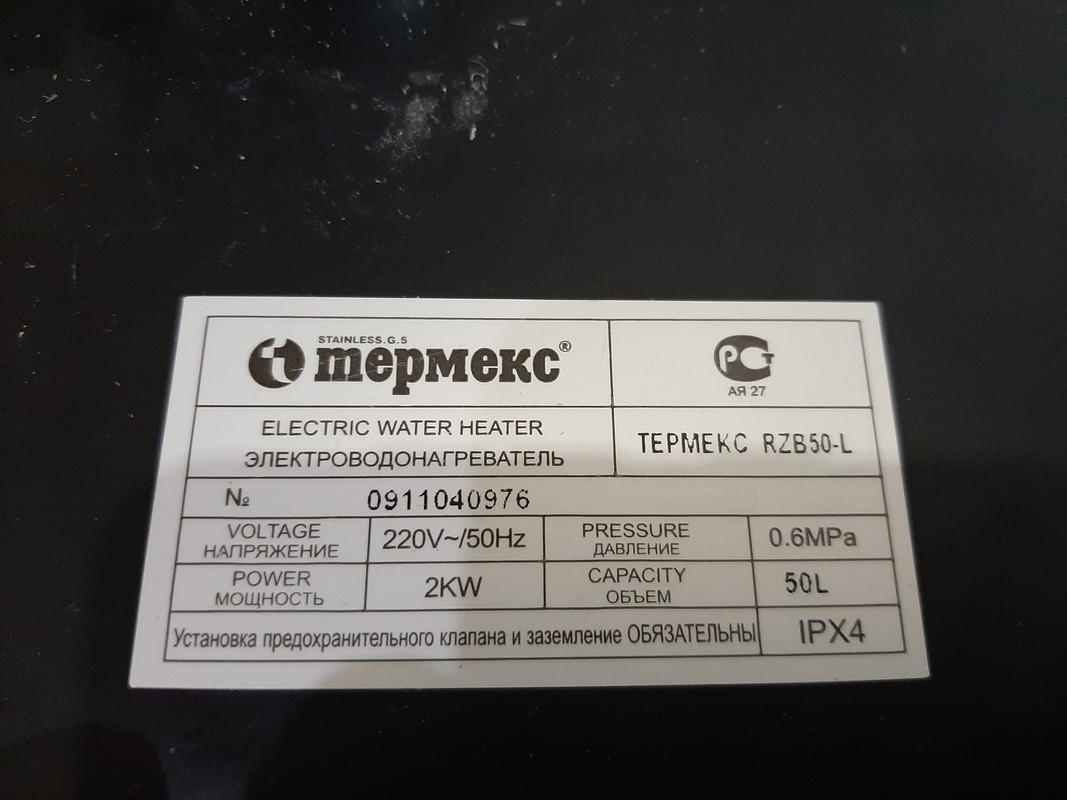 STAINLESS.G.5
термекс®
РСТ
АЯ 27
ELECTRIC WATER HEATER
ЭЛЕКТРОВОДОНАГРЕВАТЕЛЬ
ТЕРМЕКС RZB50-L
№ 0911040976
VOLTAGE
НАПРЯЖЕНИЕ
220V~/50Hz
PRESSURE
ДАВЛЕНИЕ
0.6MPa
POWER
МОЩНОСТЬ
2KW
CAPACITY
ОБЪЕМ
50L
Установка предохранительного клапана и заземление ОБЯЗАТЕЛЬНЫ
IPX4